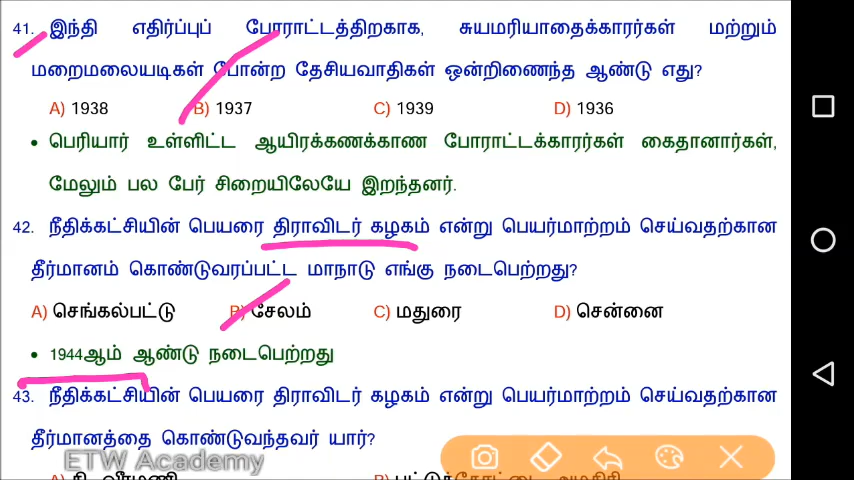 41. இந்தி எதிர்ப்புப் போராட்டத்திறகாக, சுயமரியாதைக்காரர்கள் மற்றும்
மறைமலையடிகள் போன்ற தேசியவாதிகள் ஒன்றிணைந்த ஆண்டு எது?
A) 1938 B) 1937 C) 1939 D) 1936
• பெரியார் உள்ளிட்ட ஆயிரக்கணக்காண போராட்டக்காரர்கள் கைதானார்கள்,
மேலும் பல பேர் சிறையிலேயே இறந்தனர்.
42. நீதிக்கட்சியின் பெயரை திராவிடர் கழகம் என்று பெயர்மாற்றம் செய்வதற்கான
தீர்மானம் கொண்டுவரப்பட்ட மாநாடு எங்கு நடைபெற்றது?
A) செங்கல்பட்டு B) சேலம் C) மதுரை D) சென்னை
• 1944ஆம் ஆண்டு நடைபெற்றது
43. நீதிக்கட்சியின் பெயரை திராவிடர் கழகம் என்று பெயர்மாற்றம் செய்வதற்கான
தீர்மானத்தை கொண்டுவந்தவர் யார்?
ETW Academy